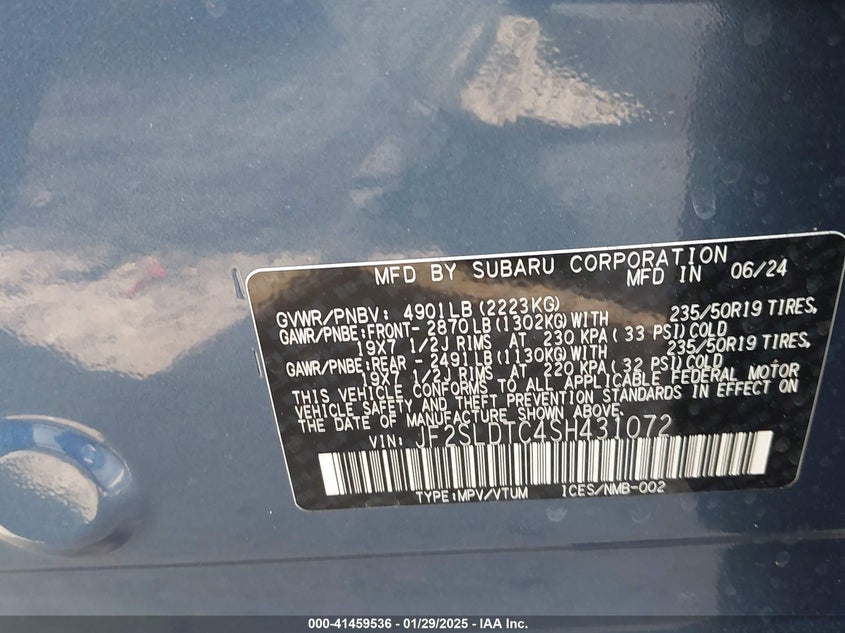 MFD BY SUBARU CORPORATION
MFD IN 06/24
GVWR/PNBV: 4901LB (2223KG)
GAWR/PNBE:FRONT- 2870LB (1302KG)WITH 235/50R19 TIRES,
19X7 1/2J RIMS AT 230 KPA ( 33 PSI)COLD
GAWR/PNBE:REAR - 2491LB (1130KG)WITH 235/50R19 TIRES,
19X7 1/2J RIMS AT 220 KPA ( 32 PSI)COLD
THIS VEHICLE CONFORMS TO ALL APPLICABLE FEDERAL MOTOR
VEHICLE SAFETY AND THEFT PREVENTION STANDARDS IN EFFECT ON
THE DATE OF MANUFACTURE SHOWN ABOVE.
VIN: JF2SLDTC4SH431072
TYPE:MPV/VTUM ICES/NMB-002
000-41459536 - 01/29/2025 - IAA Inc.